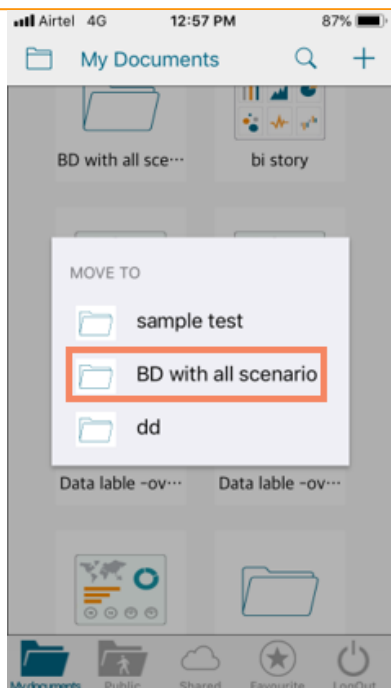 Airtel 4G 12:57 PM 87%
My Documents
BD with all sce··· bi story
MOVE TO
sample test
BD with all scenario
dd
Data lable -ov··· Data lable -ov···
My documents Public Shared Favourite LogOut